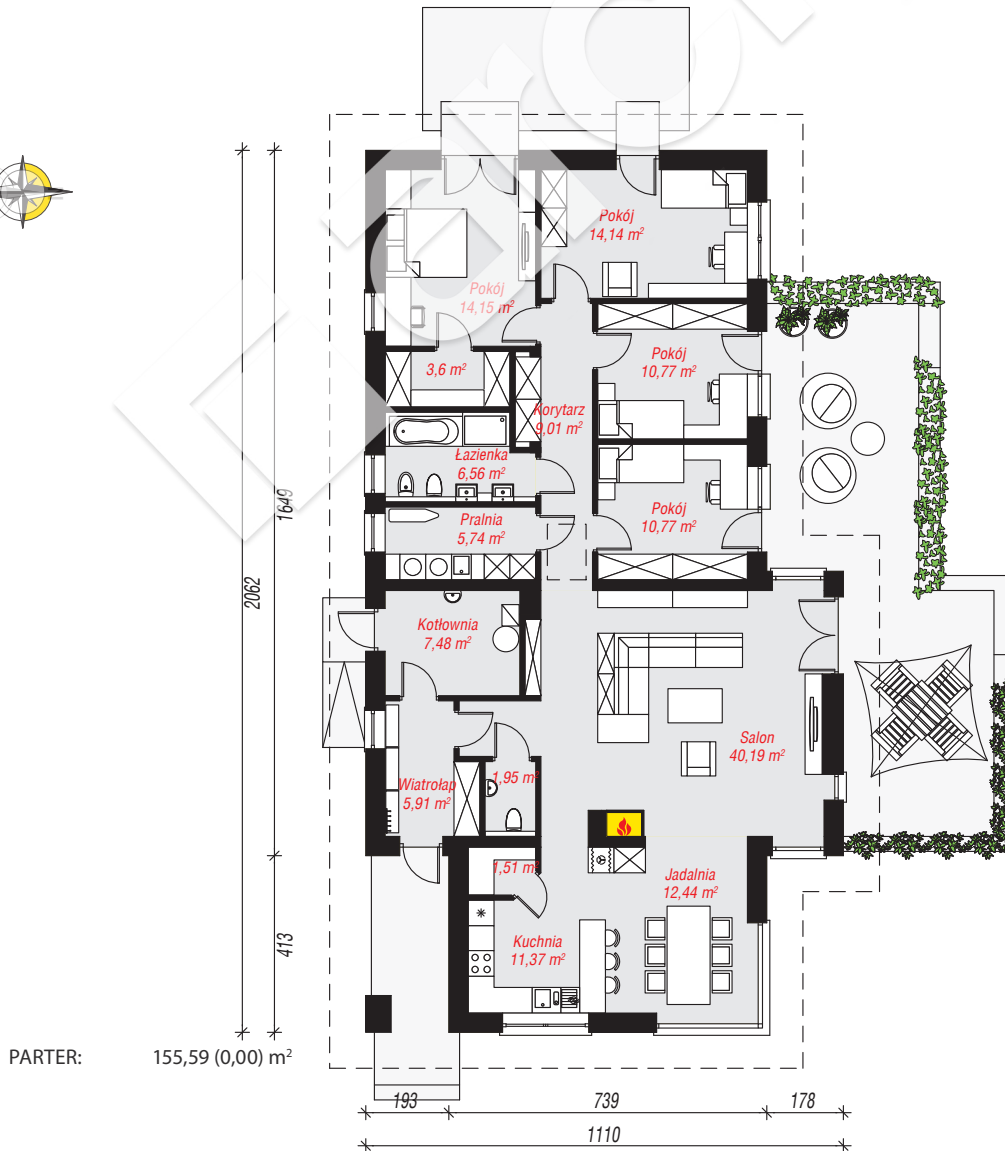 Pokój
14,14 m²
Pokój
14,15 m²
3,6 m²
Pokój
10,77 m²
Korytarz
9,01 m²
Łazienka
6,56 m²
Pokój
10,77 m²
Pralnia
5,74 m²
1649
2062
Kotłownia
7,48 m²
Salon
40,19 m²
Wiatrołap
5,91 m²
1,95 m²
1,51 m²
Jadalnia
12,44 m²
Kuchnia
11,37 m²
413
PARTER: 155,59 (0,00) m²
193 739 178
1110